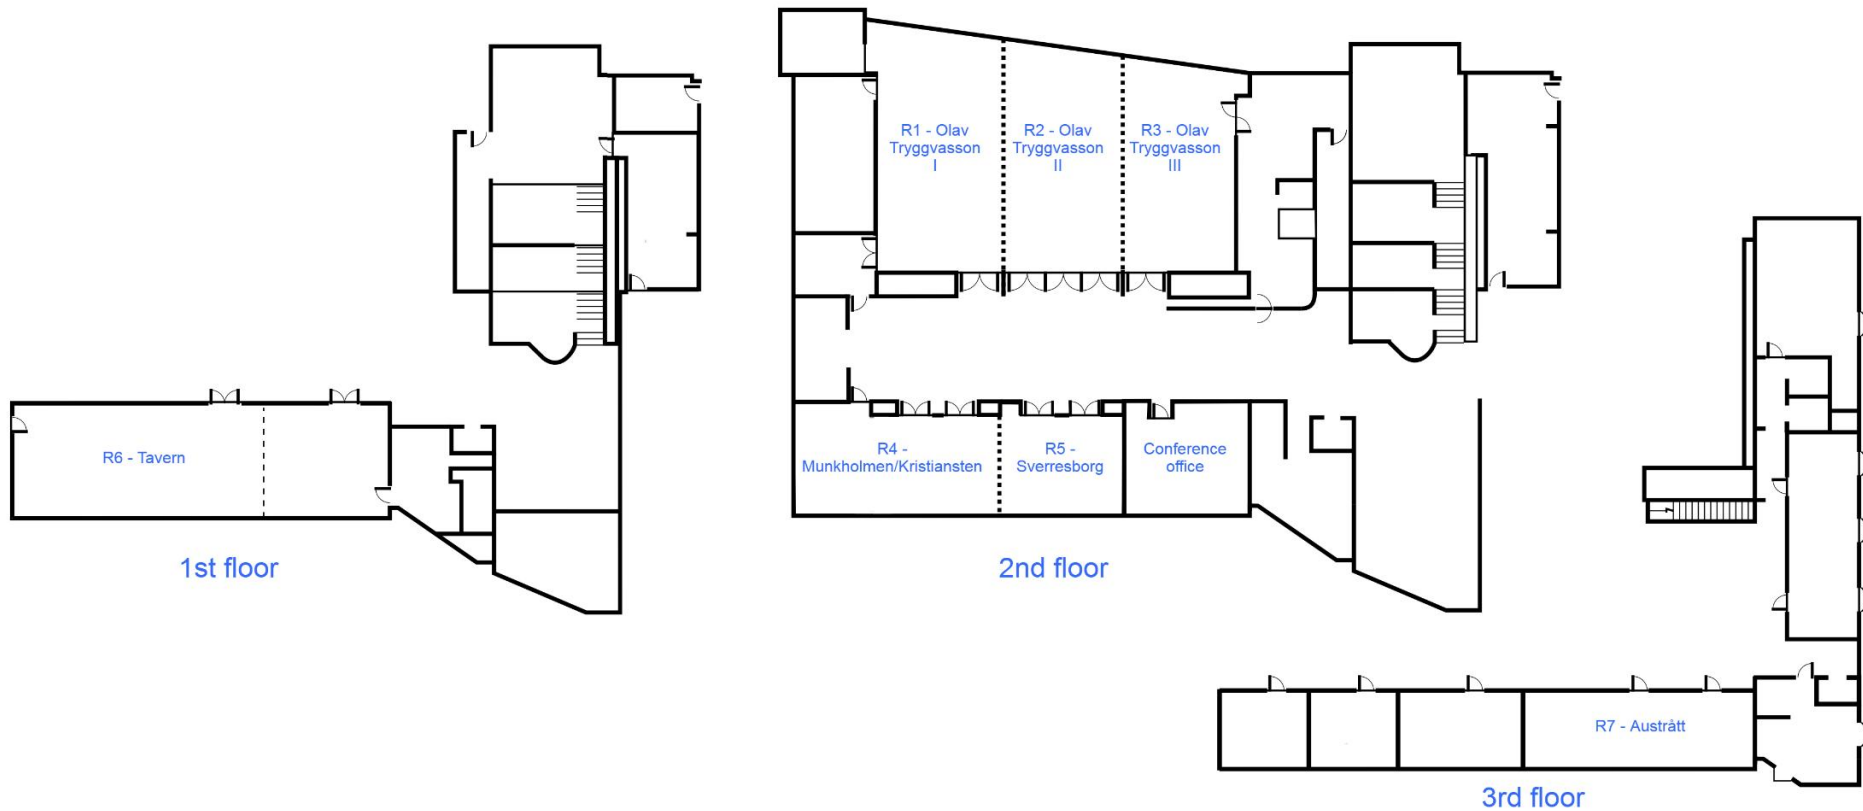 R6 - Tavern
1st floor
R1 - Olav
Tryggvasson
I
R2 - Olav
Tryggvasson
II
R3 - Olav
Tryggvasson
III
R4 -
Munkholmen/Kristiansten
R5 -
Sverresborg
Conference
office
2nd floor
R7 - Austrått
3rd floor